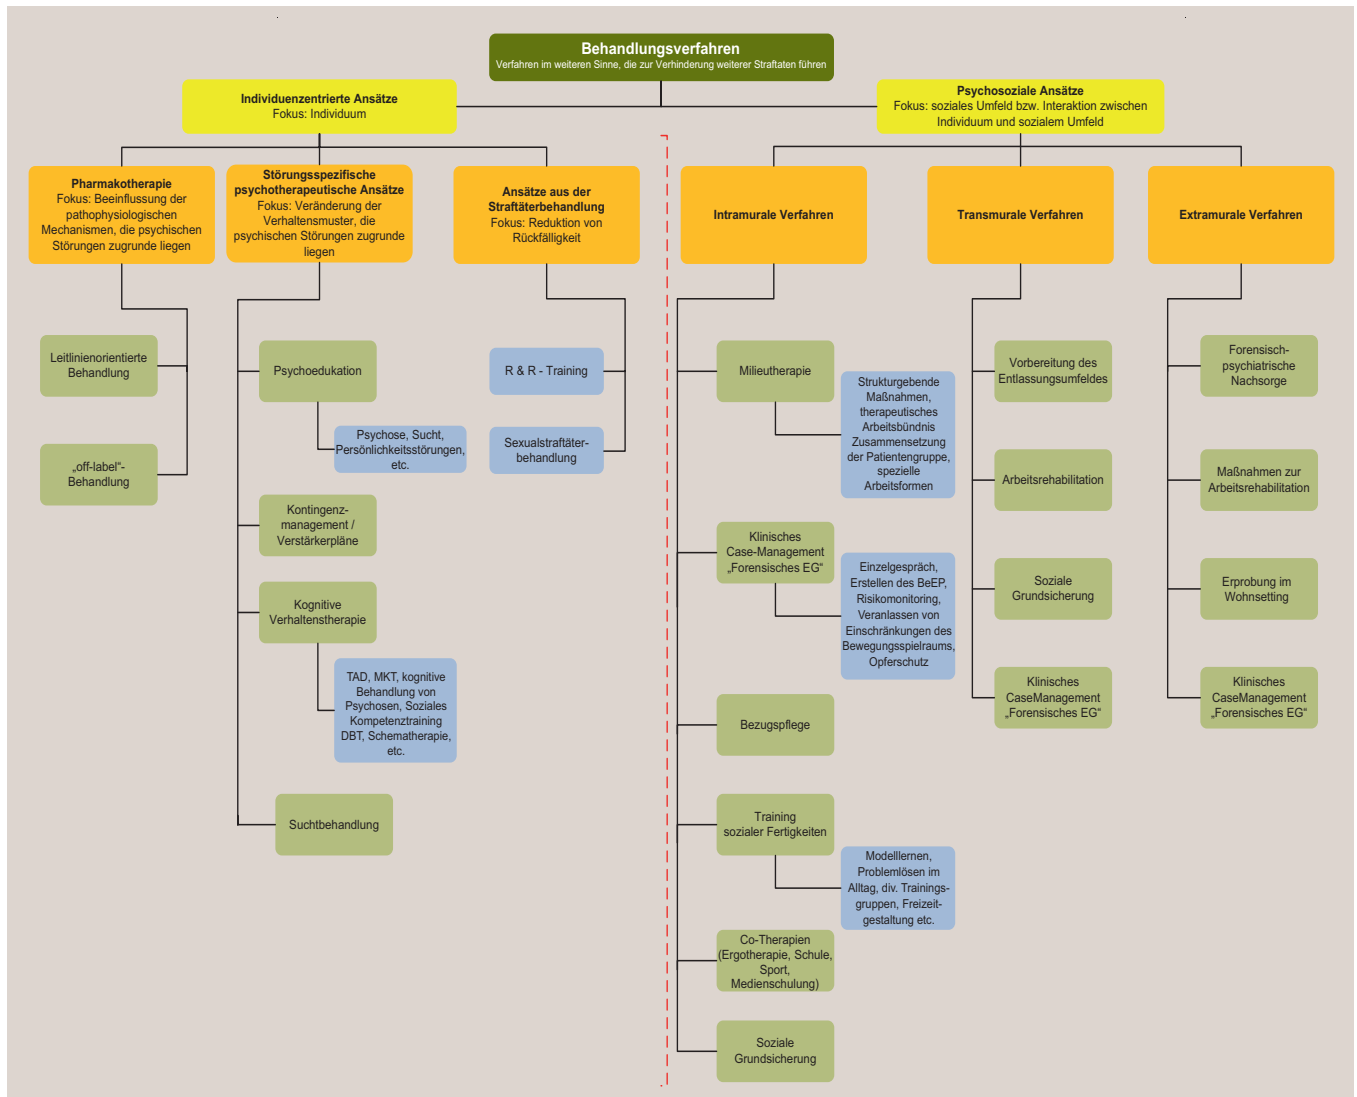 Behandlungsverfahren
Verfahren im weiteren Sinne, die zur Verhinderung weiterer Straftaten führen
Individuenzentrierte Ansätze
Fokus: Individuum
Psychosoziale Ansätze
Fokus: soziales Umfeld bzw. Interaktion zwischen
Individuum und sozialem Umfeld
Pharmakotherapie
Fokus: Beeinflussung der
pathophysiologischen
Mechanismen, die psychischen
Störungen zugrunde liegen
Störungsspezifische
psychotherapeutische Ansätze
Fokus: Veränderung der
Verhaltensmuster, die
psychischen Störungen zugrunde
liegen
Ansätze aus der
Straftäterbehandlung
Fokus: Reduktion von
Rückfälligkeit
Intramurale Verfahren
Transmurale Verfahren
Extramurale Verfahren
Leitlinienorientierte
Behandlung
„off-label“-
Behandlung
Psychoedukation
Psychose, Sucht,
Persönlichkeitsstörungen,
etc.
Kontingenz-
management /
Verstärkerpläne
Kognitive
Verhaltenstherapie
TAD, MKT, kognitive
Behandlung von
Psychosen, Soziales
Kompetenztraining
DBT, Schematherapie,
etc.
Suchtbehandlung
R & R - Training
Sexualstraftäter-
behandlung
Milieutherapie
Strukturgebende
Maßnahmen,
therapeutisches
Arbeitsbündnis
Zusammensetzung
der Patientengruppe,
spezielle
Arbeitsformen
Klinisches
Case-Management
„Forensisches EG“
Einzelgespräch,
Erstellen des BeEP,
Risikomonitoring,
Veranlassen von
Einschränkungen des
Bewegungsspielraums,
Opferschutz
Bezugspflege
Training
sozialer Fertigkeiten
Modelllernen,
Problemlösen im
Alltag, div. Trainings-
gruppen, Freizeit-
gestaltung etc.
Co-Therapien
(Ergotherapie, Schule,
Sport,
Medienschulung)
Soziale
Grundsicherung
Vorbereitung des
Entlassungsumfeldes
Arbeitsrehabilitation
Soziale
Grundsicherung
Klinisches
CaseManagement
„Forensisches EG“
Forensisch-
psychiatrische
Nachsorge
Maßnahmen zur
Arbeitsrehabilitation
Erprobung im
Wohnsetting
Klinisches
CaseManagement
„Forensisches EG“